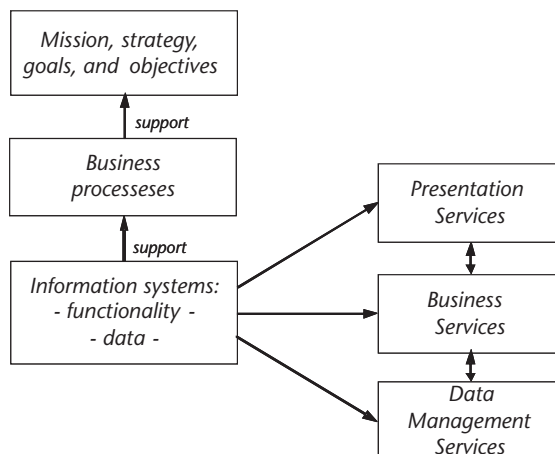 Mission, strategy,
goals, and objectives
support
Business
processeses
support
Information systems:
- functionality -
- data -
Presentation
Services
Business
Services
Data
Management
Services